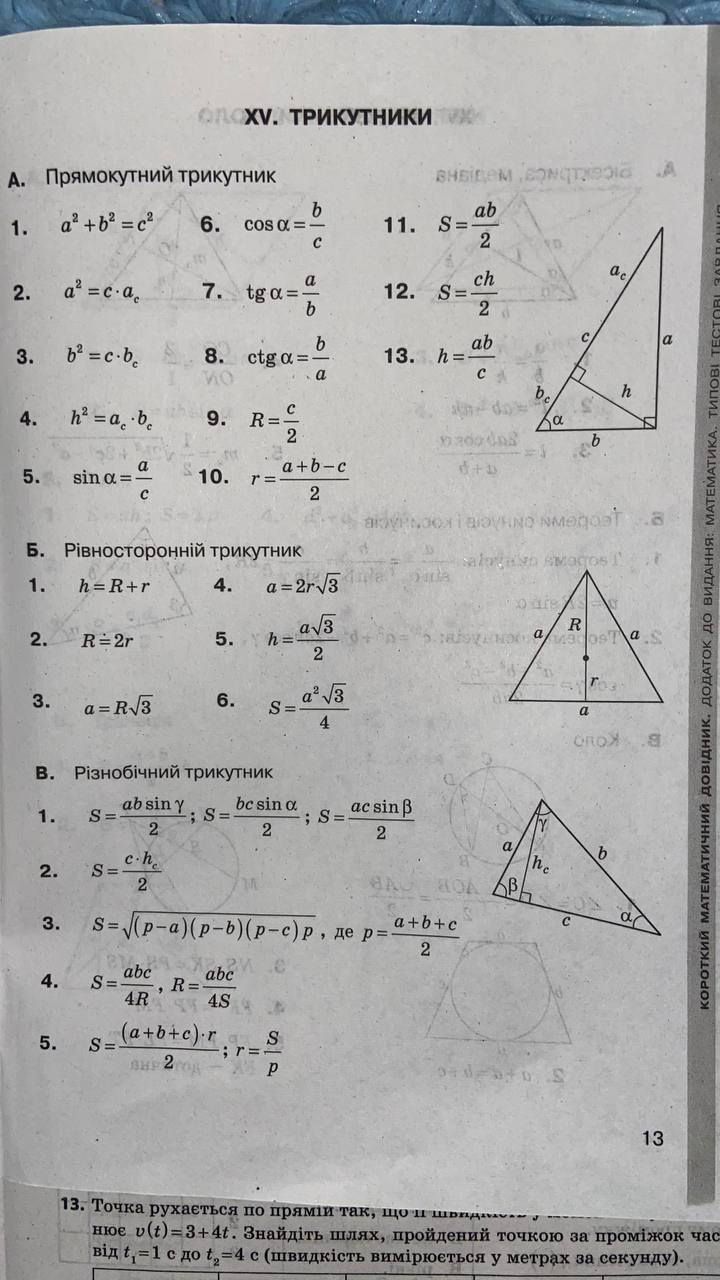 XV. ТРИКУТНИКИ
А. Прямокутний трикутник
1. a² + b² = c²
2. a² = c·a_c
3. b² = c·b_c
4. h² = a_c·b_c
5. sin α = a/c
6. cos α = b/c
7. tg α = a/b
8. ctg α = b/a
9. R = c/2
10. r = (a+b−c)/2
11. S = ab/2
12. S = ch/2
13. h = ab/c
a_c
c
a
b_c
h
α
b
Б. Рівносторонній трикутник
1. h = R + r
2. R = 2r
3. a = R√3
4. a = 2r√3
5. h = a√3/2
6. S = a²√3/4
a
R
a
r
a
В. Різнобічний трикутник
1. S = ab sin γ/2; S = bc sin α/2; S = ac sin β/2
2. S = c·h_c/2
3. S = √((p−a)(p−b)(p−c)p), де p = (a+b+c)/2
4. S = abc/4R, R = abc/4S
5. S = (a+b+c)·r/2; r = S/p
γ
a
b
h_c
β
c
α
КОРОТКИЙ МАТЕМАТИЧНИЙ ДОВІДНИК. ДОДАТОК ДО ВИДАННЯ: МАТЕМАТИКА. ТИПОВІ ТЕСТОВІ ЗАВДАННЯ
13
13. Точка рухається по прямій так, що її
нює v(t)=3+4t. Знайдіть шлях, пройдений точкою за проміжок час
від t₁=1 с до t₂=4 с (швидкість вимірюється у метрах за секунду).